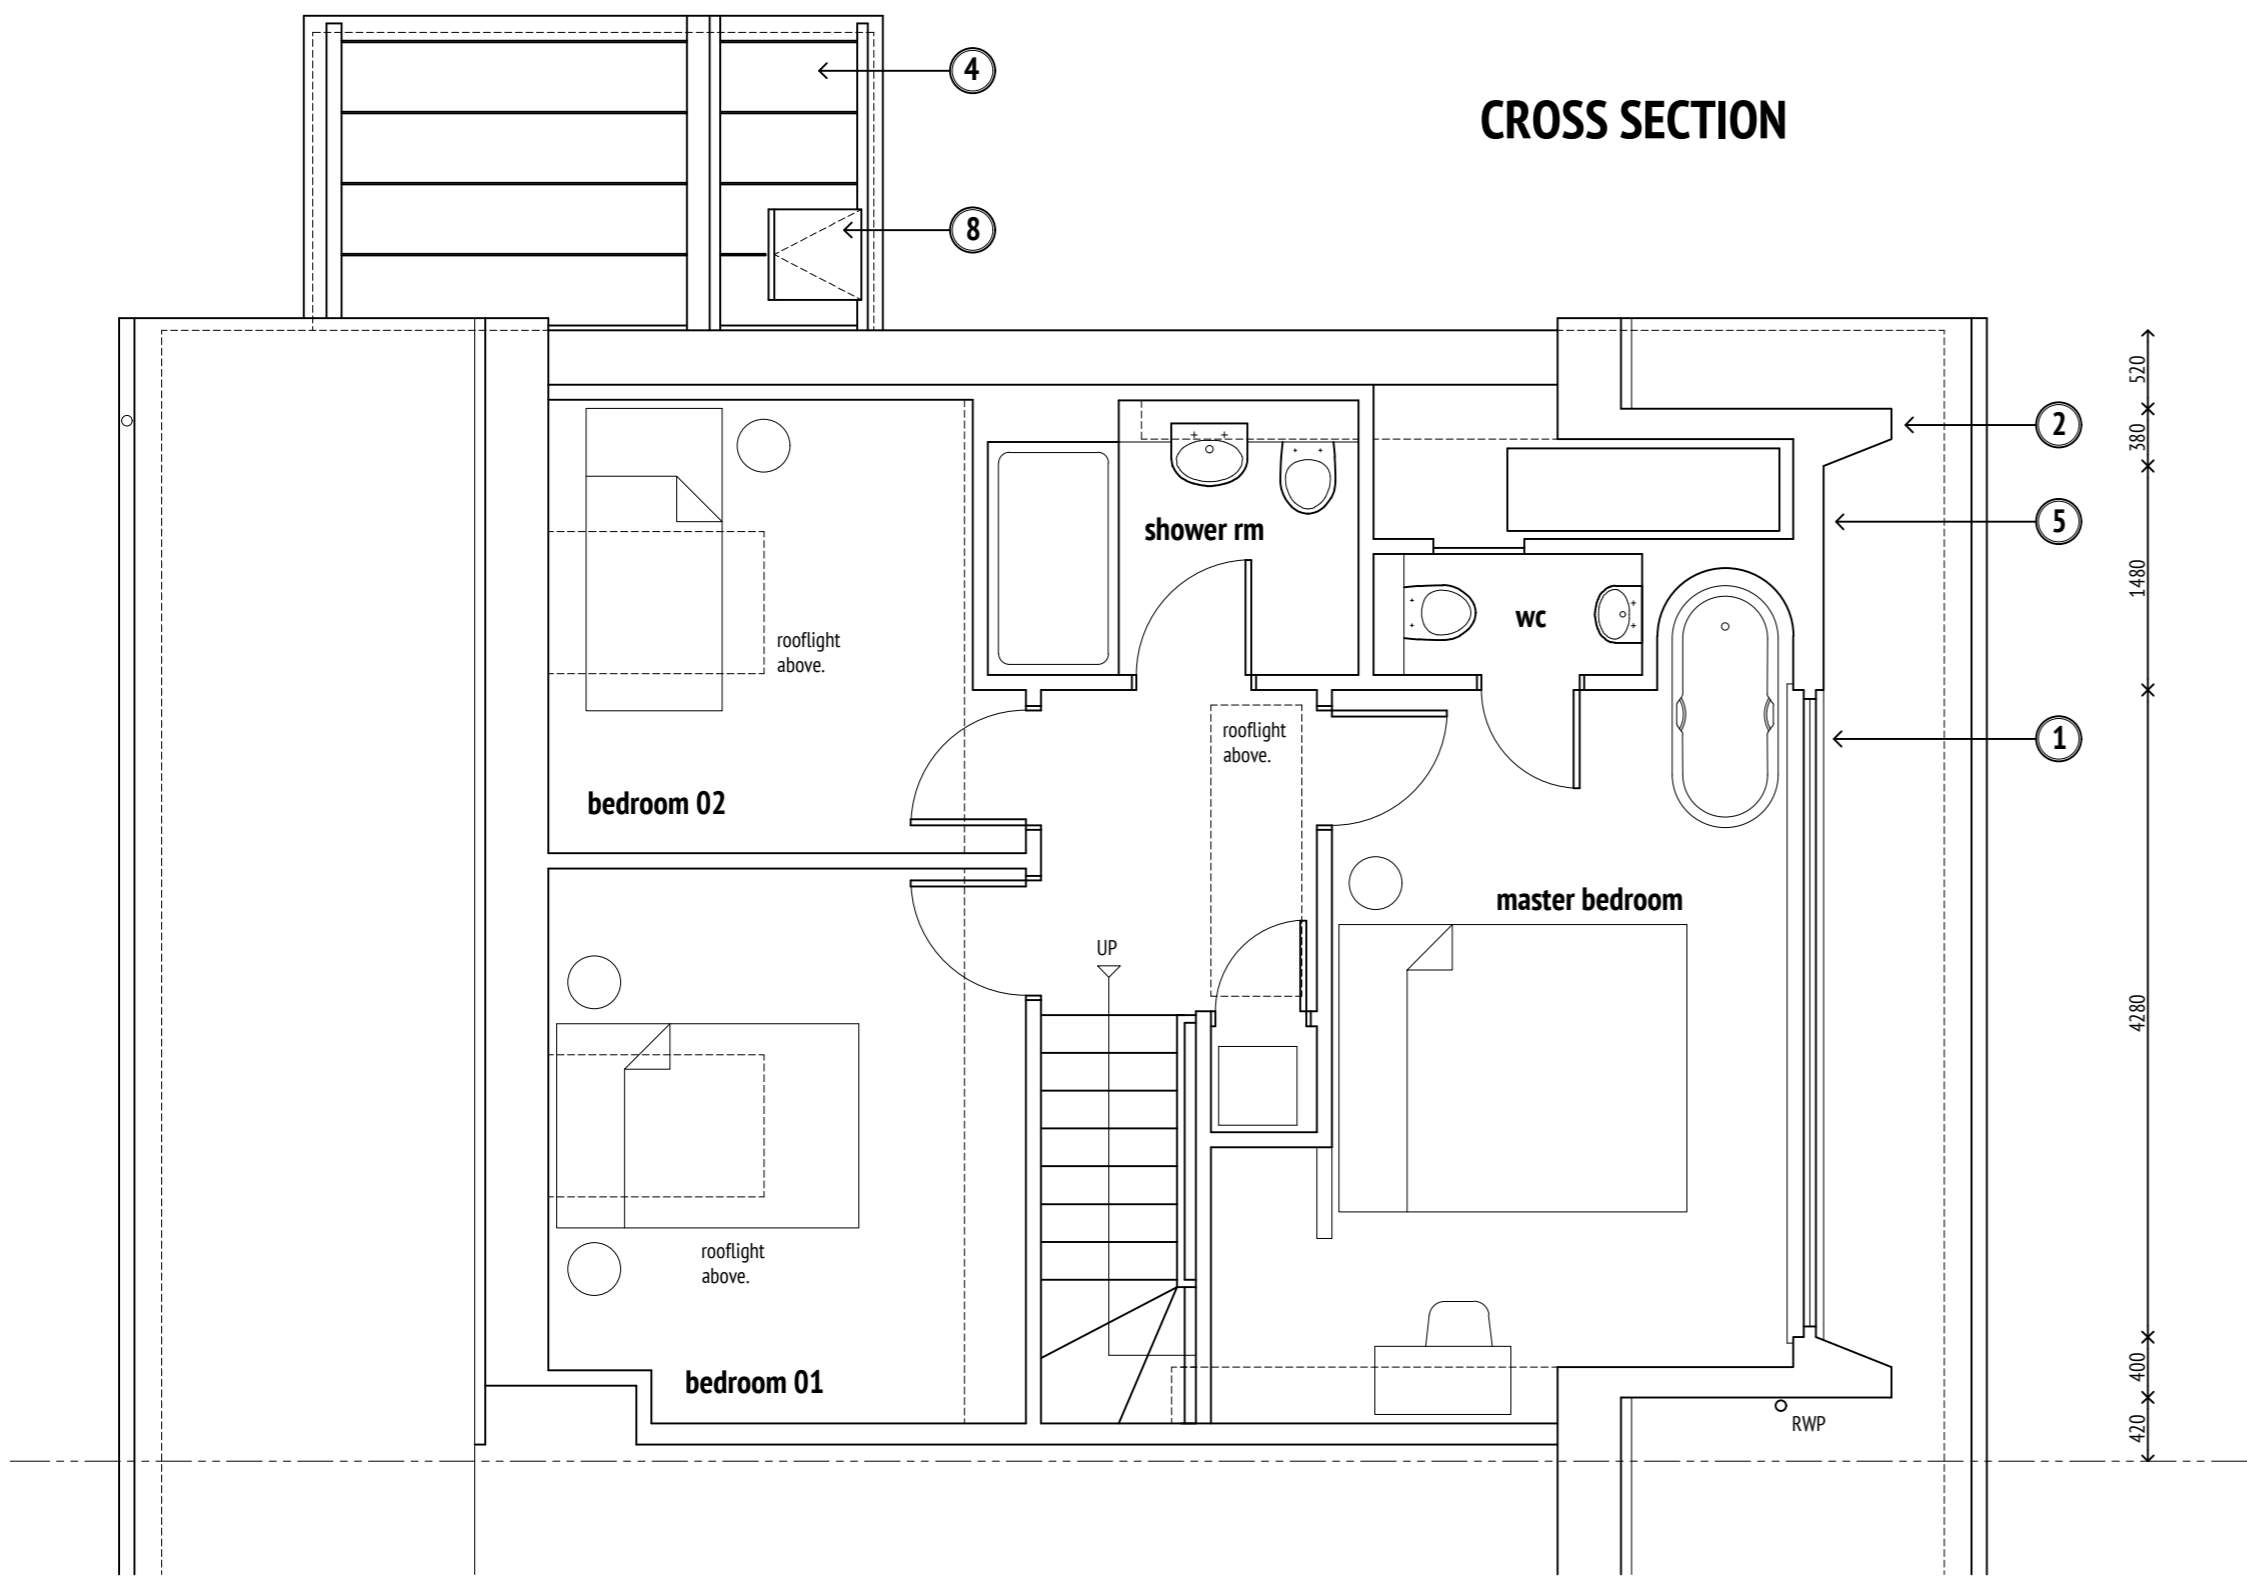 4
CROSS SECTION
8
520
2
380
shower rm
5
1480
wc
rooflight
above.
rooflight
above.
1
bedroom 02
master bedroom
UP
4280
rooflight
above.
bedroom 01
400
RWP
420